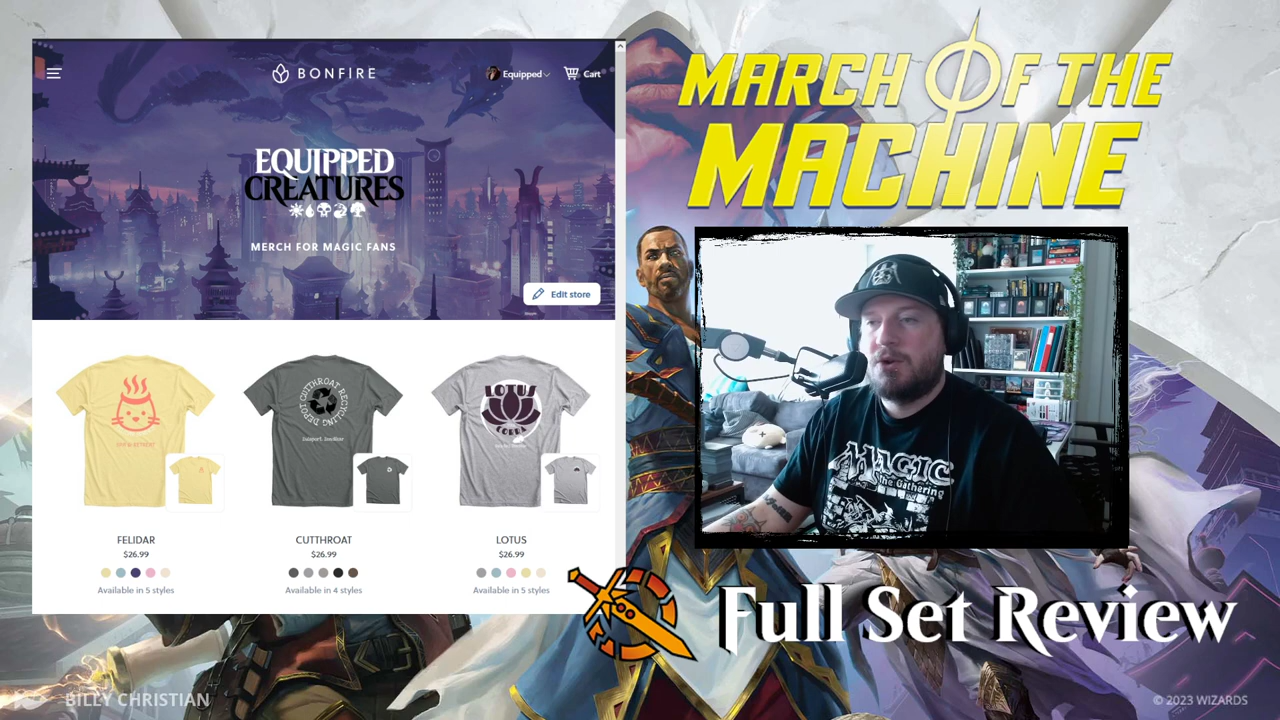 BONFIRE
Equipped
Cart
EQUIPPED
CREATURES
MERCH FOR MAGIC FANS
Edit store
LOTUS
COBRA
CUTTHROAT RECYCLING DEPOT
FELIDAR
$26.99
Available in 5 styles
CUTTHROAT
$26.99
Available in 4 styles
LOTUS
$26.99
Available in 5 styles
MARCH OF THE
MACHINE
MAGIC
the Gathering
Full Set Review
BILLY CHRISTIAN
© 2023 WIZARDS